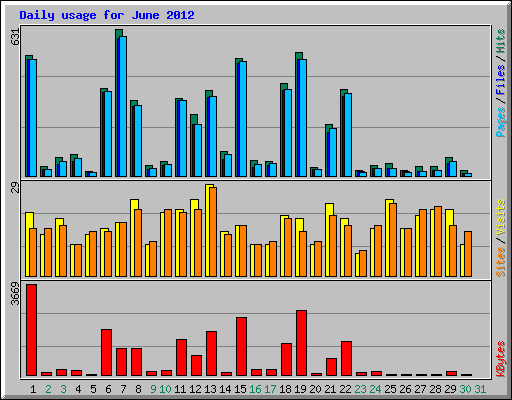 Daily usage for June 2012
631
Pages / Files / Hits
29
Sites / Visits
3669
KBytes
1 2 3 4 5 6 7 8 9 10 11 12 13 14 15 16 17 18 19 20 21 22 23 24 25 26 27 28 29 30 31